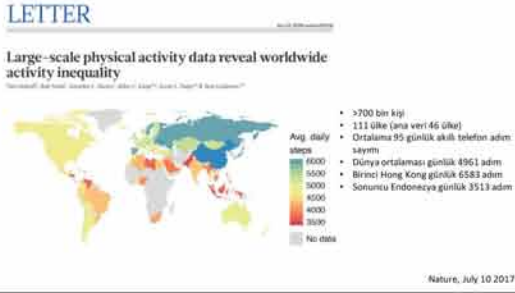 LETTER
Large-scale physical activity data reveal worldwide
activity inequality
Avg. daily
steps
6000
5500
5000
4500
4000
3500
No data
• >700 bin kişi
• 111 ülke (ana veri 46 ülke)
• Ortalama 95 günlük akıllı telefon adım
sayımı
• Dünya ortalaması günlük 4961 adım
• Birinci Hong Kong günlük 6583 adım
• Sonuncu Endonezya günlük 3513 adım
Nature, July 10 2017